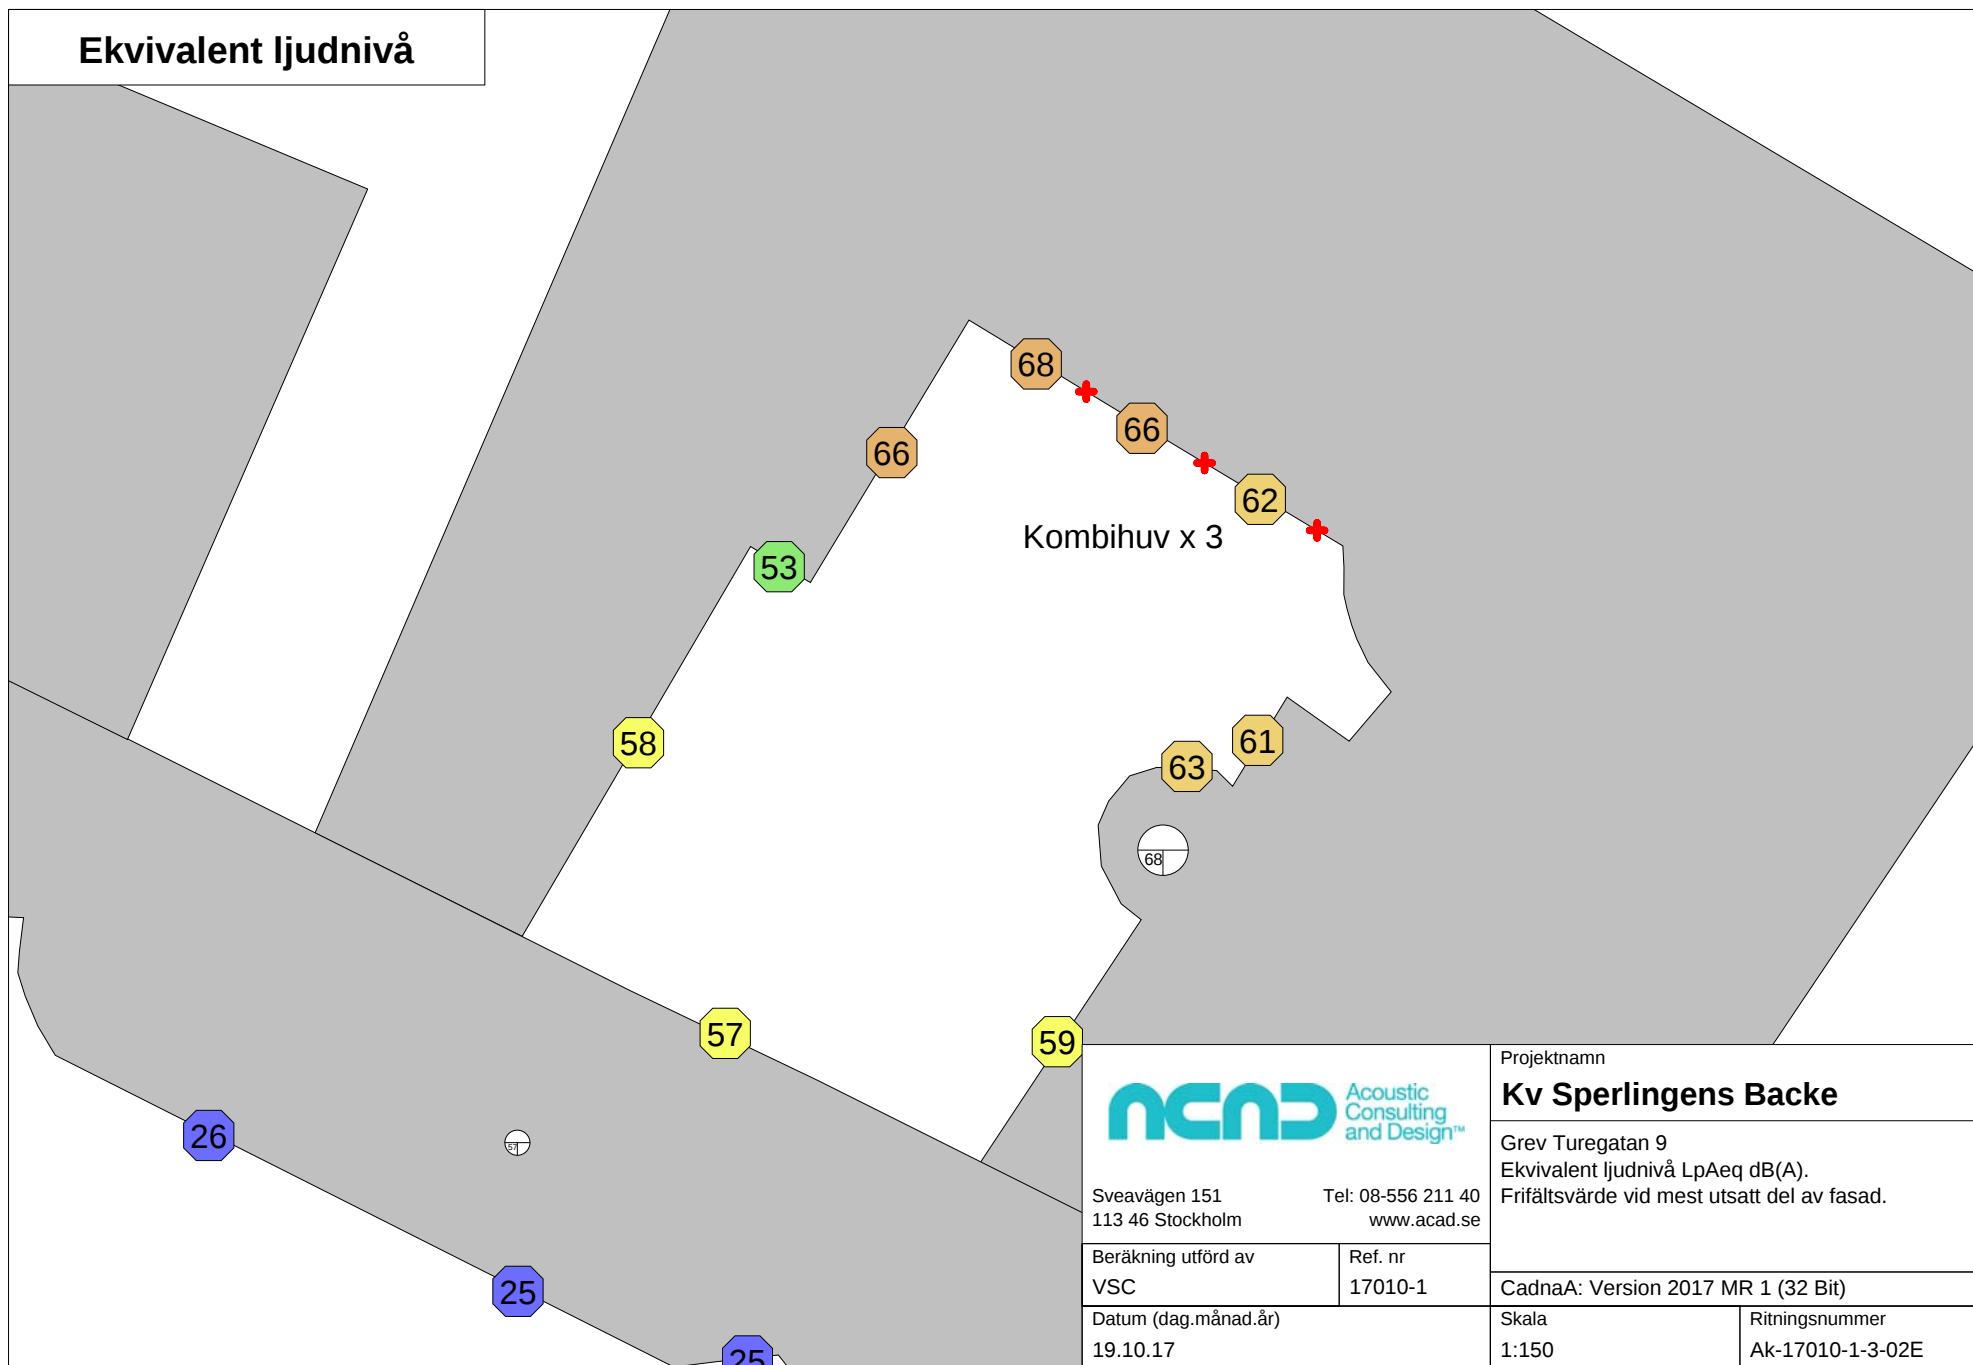 Ekvivalent ljudnivå
68
66
66
62
Kombihuv x 3
53
58
61
63
68
57
59
26
57
25
25
Acoustic
Consulting
and Design™
Sveavägen 151
Tel: 08-556 211 40
113 46 Stockholm
www.acad.se
Beräkning utförd av
VSC
Ref. nr
17010-1
Datum (dag.månad.år)
19.10.17
Projektnamn
Kv Sperlingens Backe
Grev Turegatan 9
Ekvivalent ljudnivå LpAeq dB(A).
Frifältsvärde vid mest utsatt del av fasad.
CadnaA: Version 2017 MR 1 (32 Bit)
Skala
1:150
Ritningsnummer
Ak-17010-1-3-02E